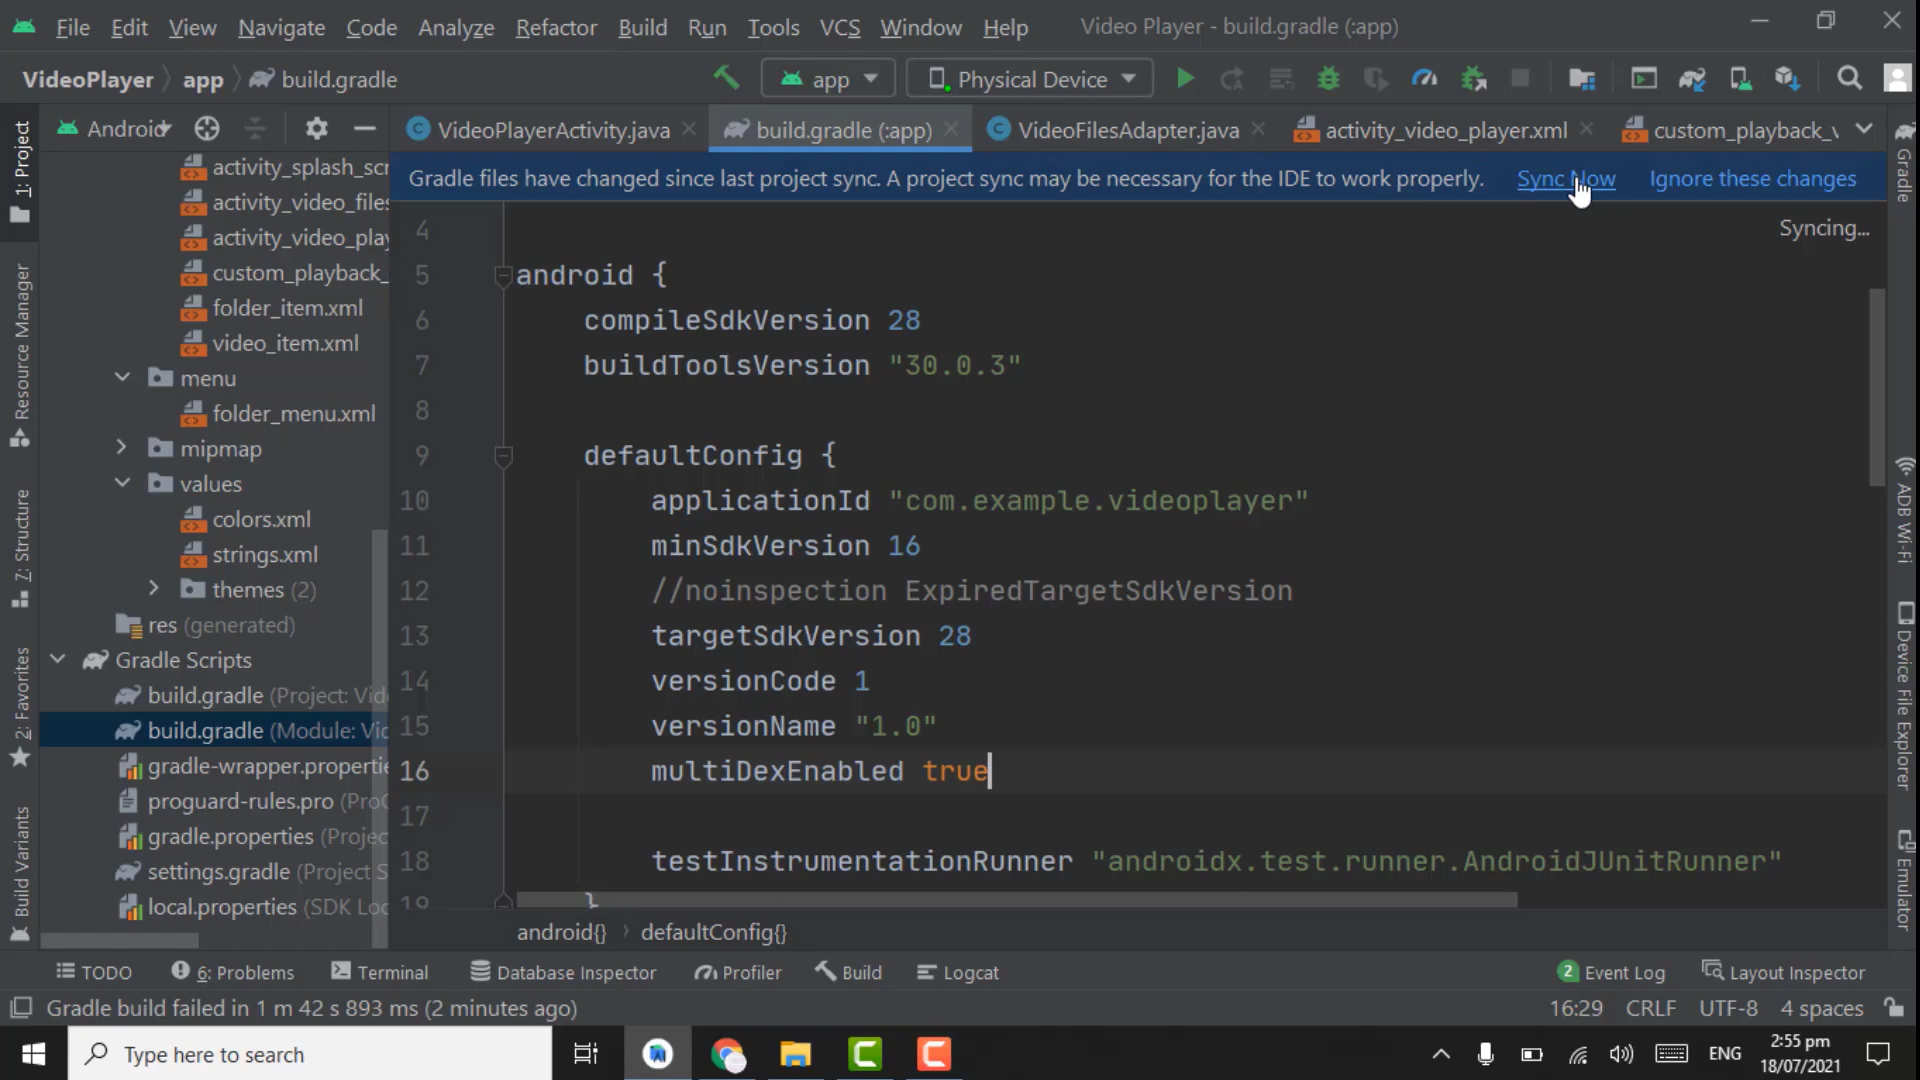 File Edit View Navigate Code Analyze Refactor Build Run Tools VCS Window Help Video Player - build.gradle (:app)
VideoPlayer app build.gradle app Physical Device
Android VideoPlayerActivity.java build.gradle (:app) VideoFilesAdapter.java activity_video_player.xml custom_playback_
Gradle files have changed since last project sync. A project sync may be necessary for the IDE to work properly. Sync Now Ignore these changes
Syncing...
1: Project
Resource Manager
7: Structure
2: Favorites
Build Variants
activity_splash_scr
activity_video_files
activity_video_play
custom_playback_
folder_item.xml
video_item.xml
menu
folder_menu.xml
mipmap
values
colors.xml
strings.xml
themes (2)
res (generated)
Gradle Scripts
build.gradle (Project: Vid
build.gradle (Module: Vid
gradle-wrapper.propertie
proguard-rules.pro (Pro
gradle.properties (Projec
settings.gradle (Project S
local.properties (SDK Loc
4
5 android {
6 compileSdkVersion 28
7 buildToolsVersion "30.0.3"
8
9 defaultConfig {
10 applicationId "com.example.videoplayer"
11 minSdkVersion 16
12 //noinspection ExpiredTargetSdkVersion
13 targetSdkVersion 28
14 versionCode 1
15 versionName "1.0"
16 multiDexEnabled true
17
18 testInstrumentationRunner "androidx.test.runner.AndroidJUnitRunner"
19 }
android{} defaultConfig{}
Gradle
ADB Wi-Fi
Device File Explorer
Emulator
TODO 6: Problems Terminal Database Inspector Profiler Build Logcat 2 Event Log Layout Inspector
Gradle build failed in 1 m 42 s 893 ms (2 minutes ago) 16:29 CRLF UTF-8 4 spaces
Type here to search ENG 2:55 pm
18/07/2021